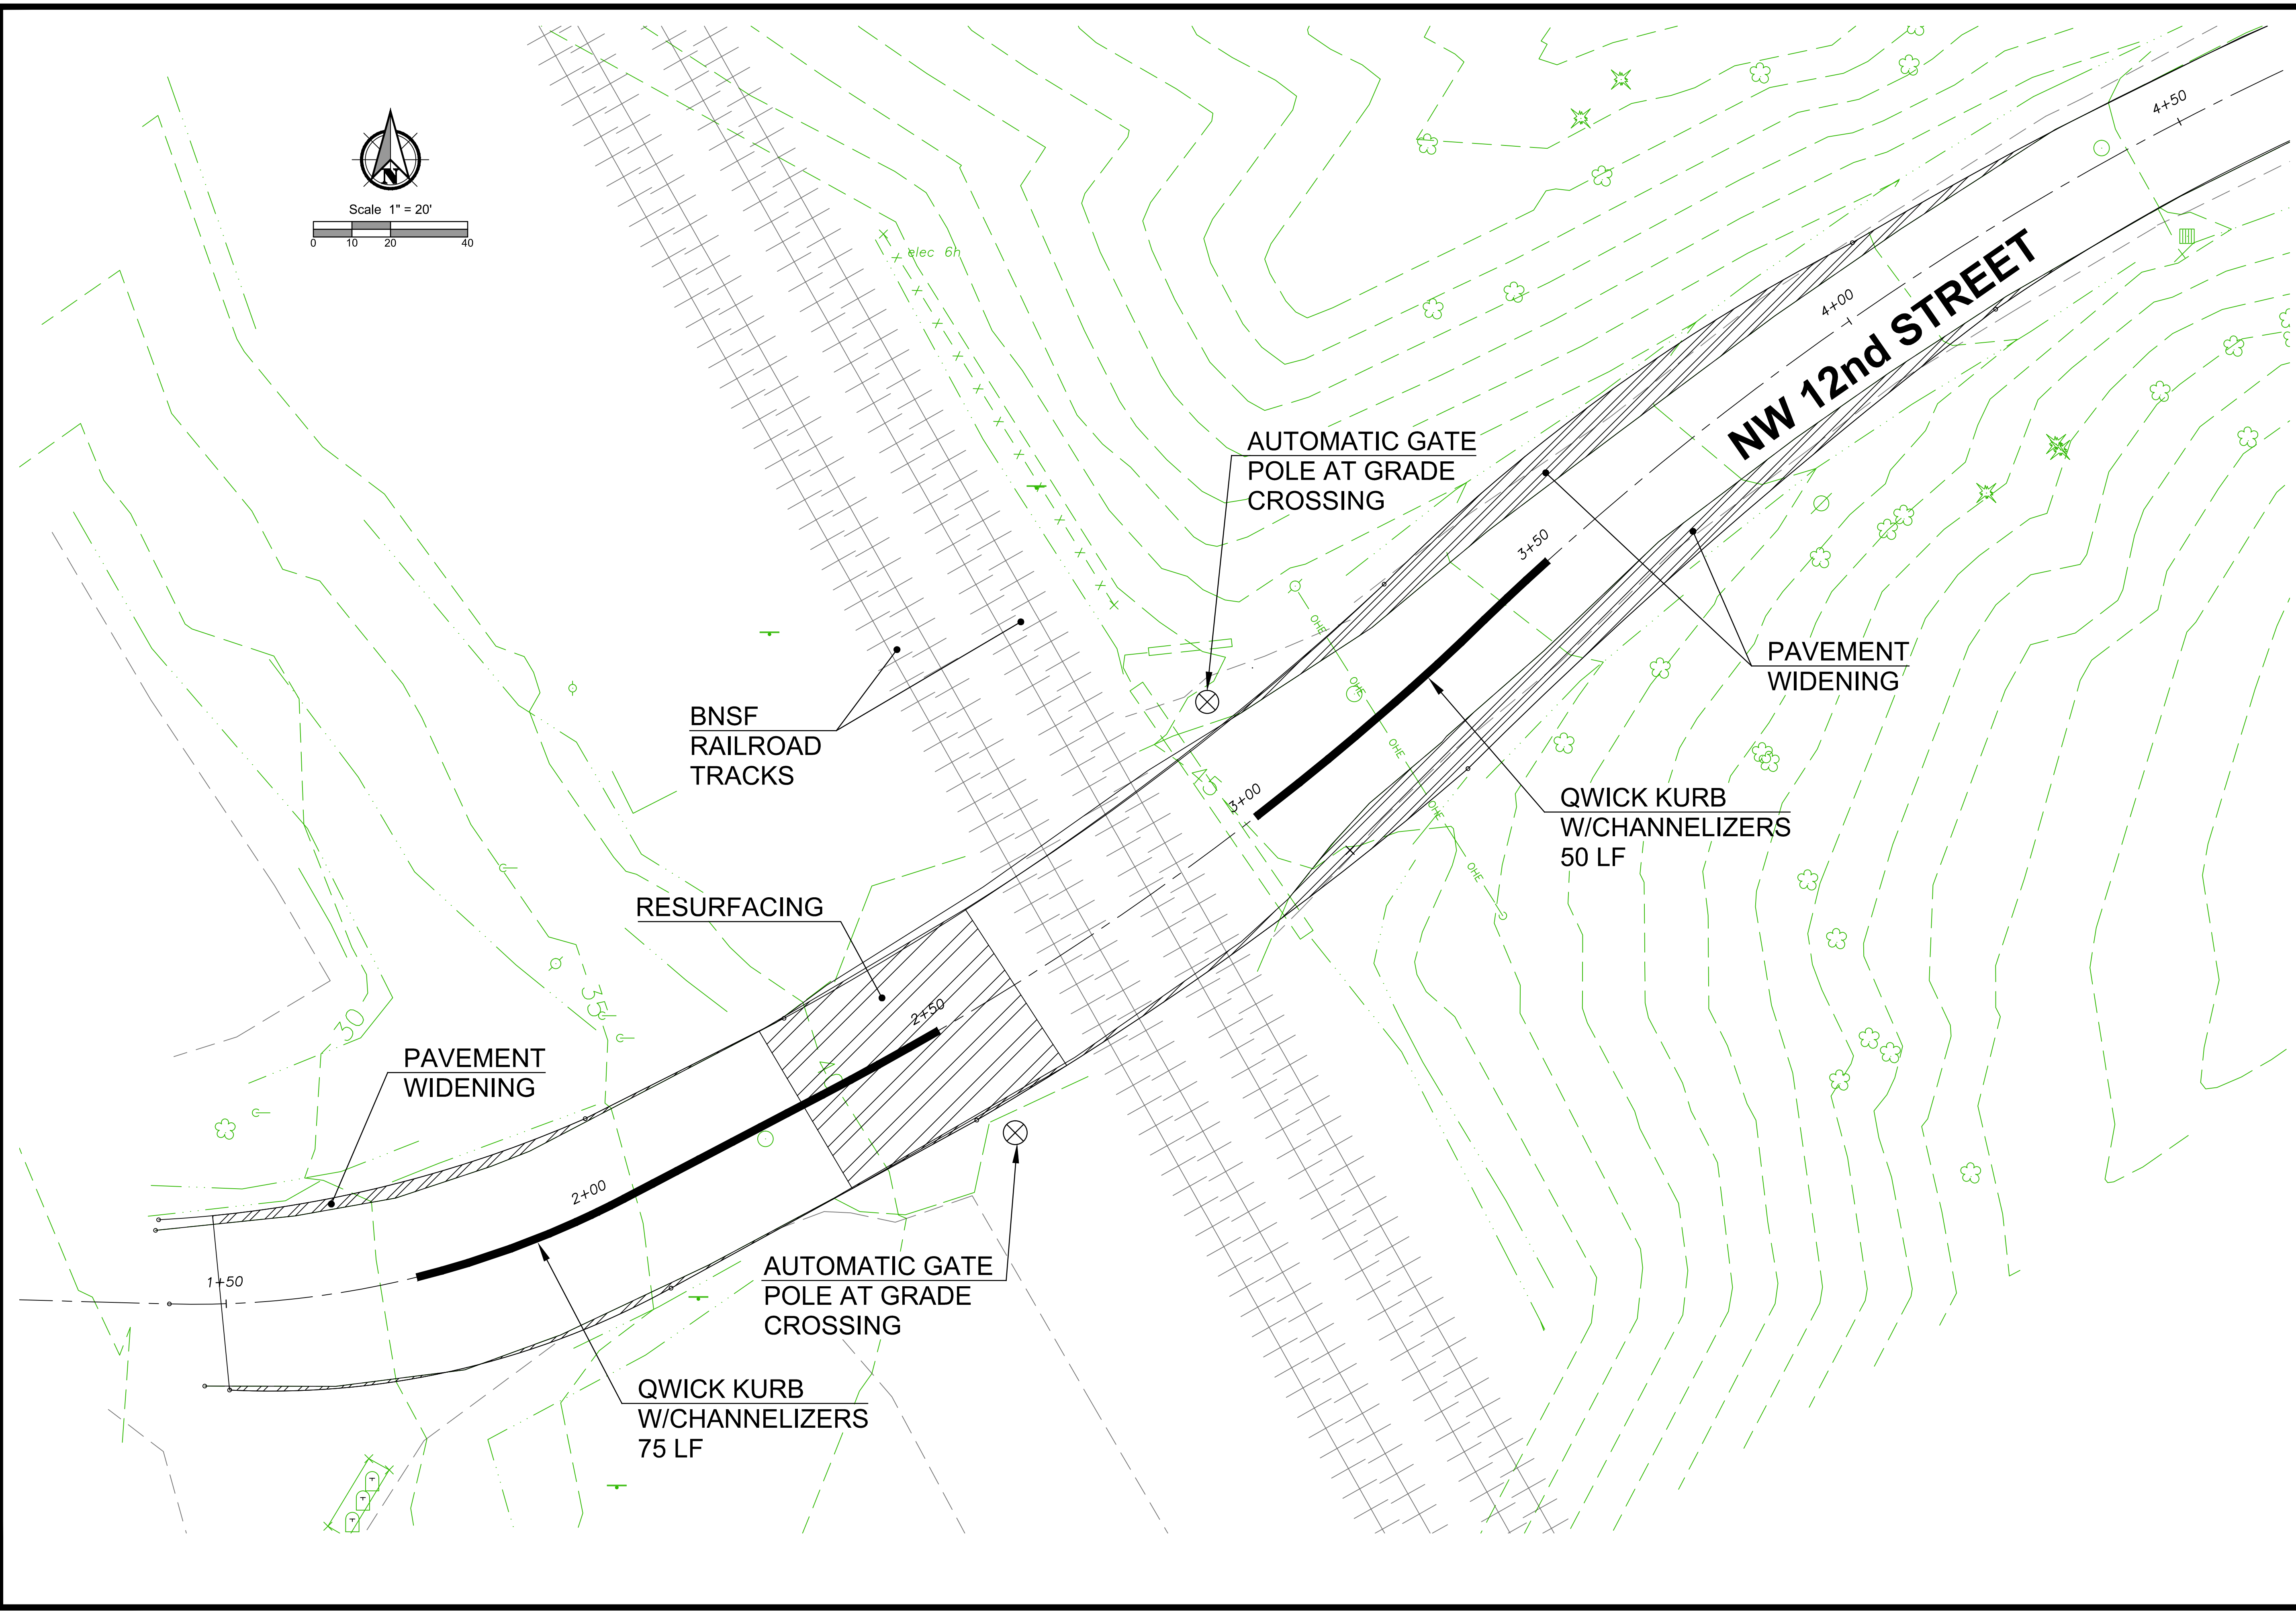 4+50
N
Scale 1" = 20'
0 10 20 40
elec 6h
4+00
NW 12nd STREET
AUTOMATIC GATE
POLE AT GRADE
CROSSING
3+50
OHE
OHE
OHE
OHE
OHE
PAVEMENT
WIDENING
BNSF
RAILROAD
TRACKS
45
3+00
QWICK KURB
W/CHANNELIZERS
50 LF
RESURFACING
2+50
35
30
40
PAVEMENT
WIDENING
2+00
1+50
AUTOMATIC GATE
POLE AT GRADE
CROSSING
QWICK KURB
W/CHANNELIZERS
75 LF
T
T
T